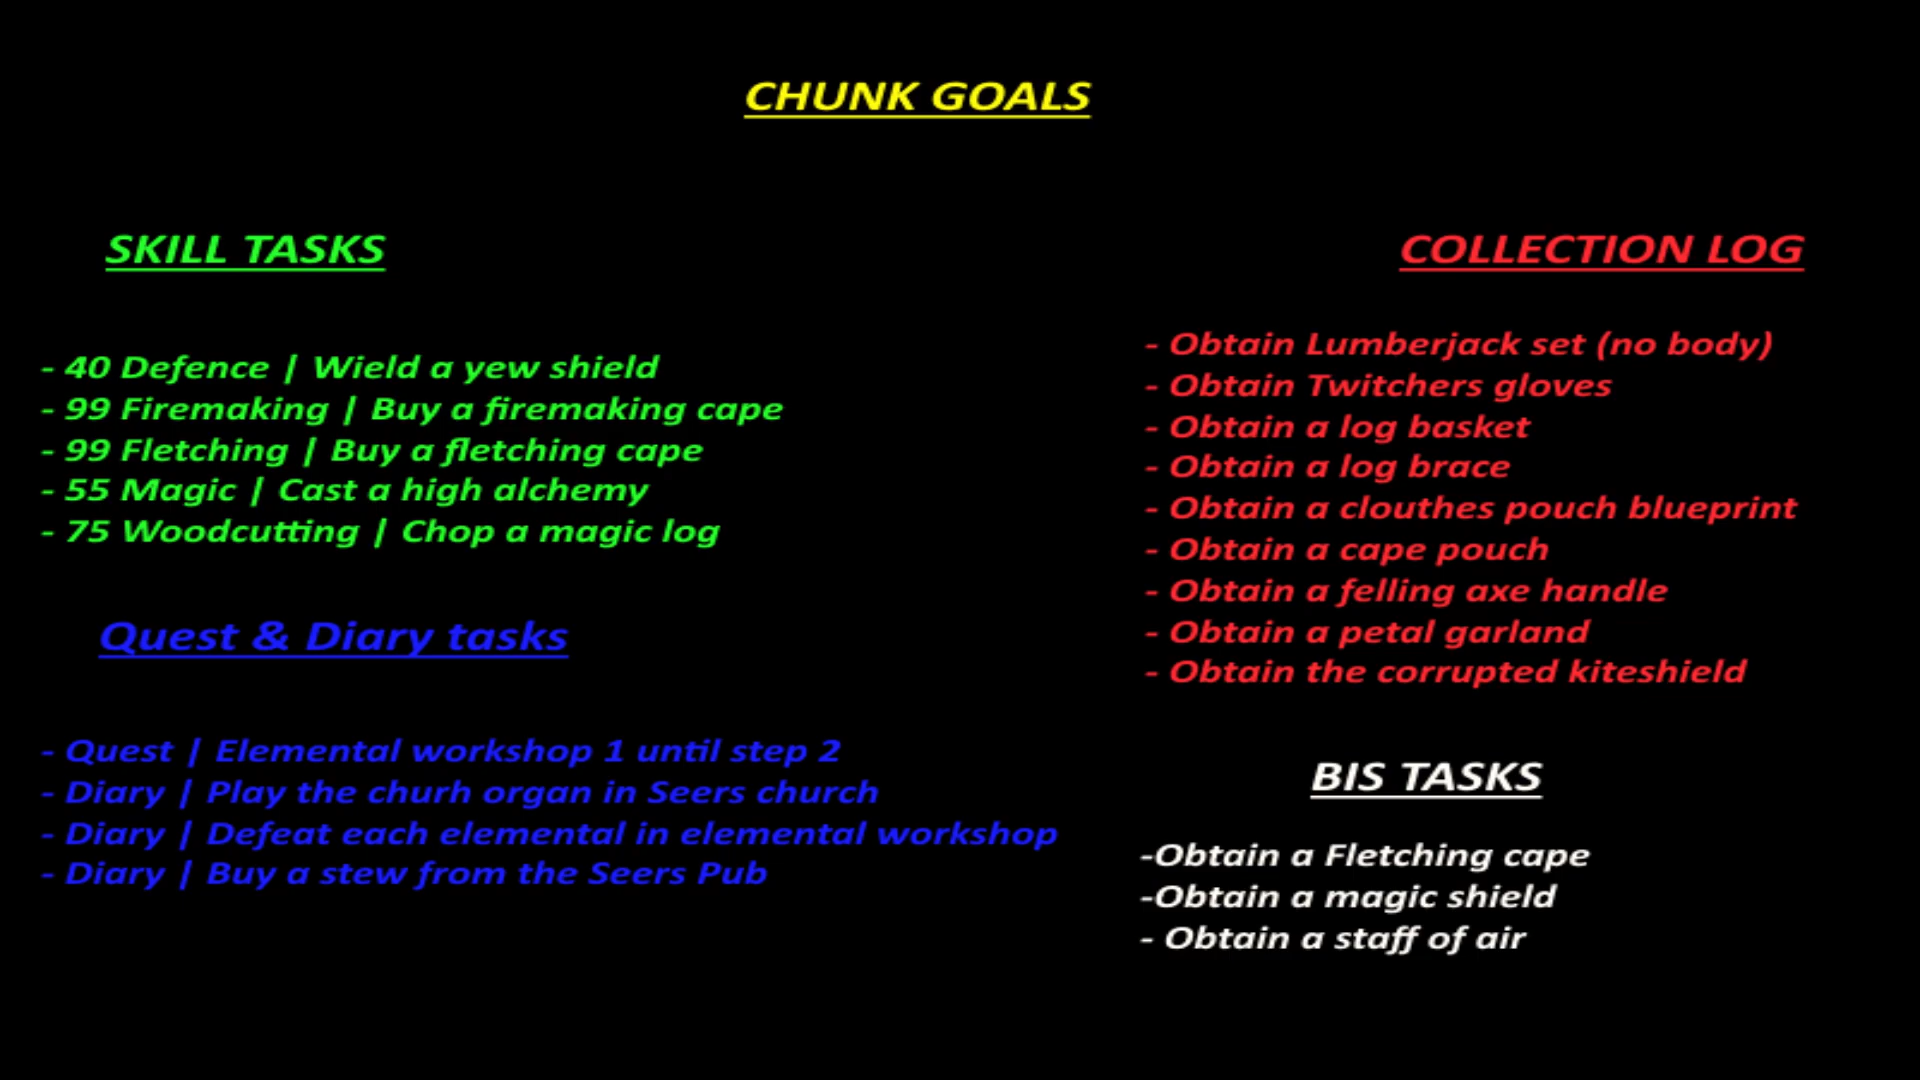 CHUNK GOALS
SKILL TASKS
- 40 Defence | Wield a yew shield
- 99 Firemaking | Buy a firemaking cape
- 99 Fletching | Buy a fletching cape
- 55 Magic | Cast a high alchemy
- 75 Woodcutting | Chop a magic log
Quest & Diary tasks
- Quest | Elemental workshop 1 until step 2
- Diary | Play the churh organ in Seers church
- Diary | Defeat each elemental in elemental workshop
- Diary | Buy a stew from the Seers Pub
COLLECTION LOG
- Obtain Lumberjack set (no body)
- Obtain Twitchers gloves
- Obtain a log basket
- Obtain a log brace
- Obtain a clouthes pouch blueprint
- Obtain a cape pouch
- Obtain a felling axe handle
- Obtain a petal garland
- Obtain the corrupted kiteshield
BIS TASKS
-Obtain a Fletching cape
-Obtain a magic shield
- Obtain a staff of air